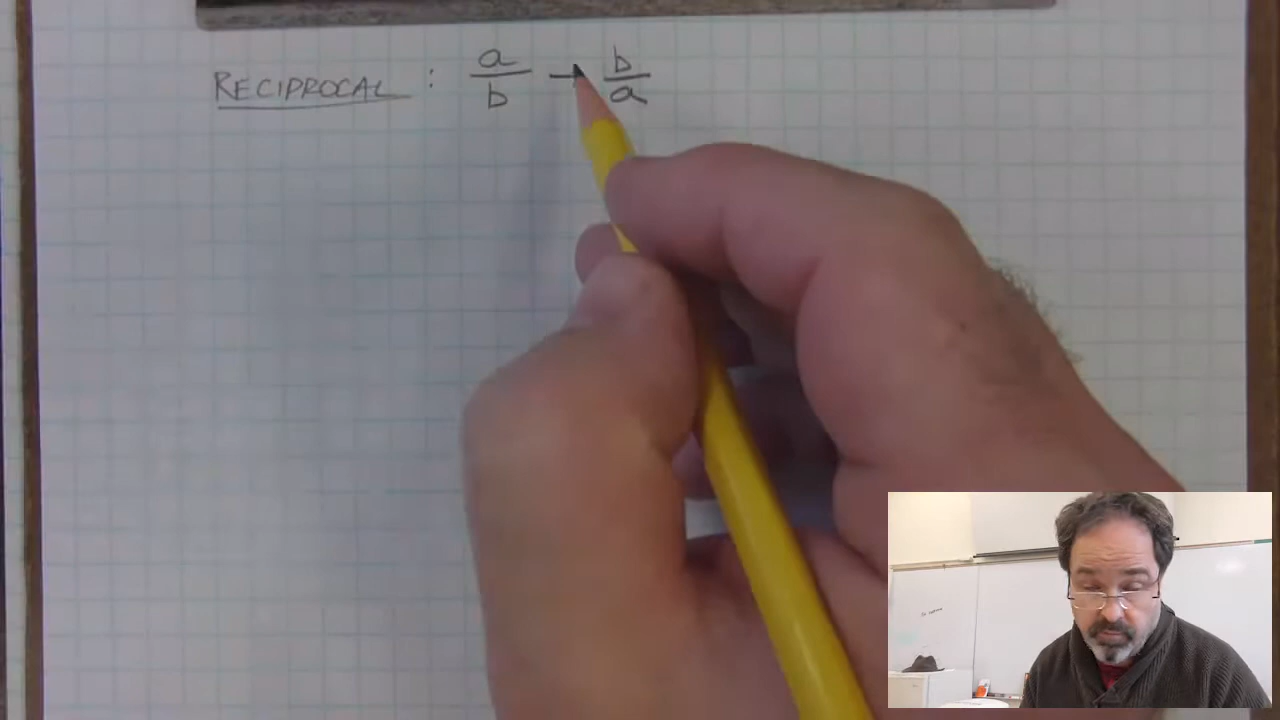 RECIPROCAL : a/b → b/a